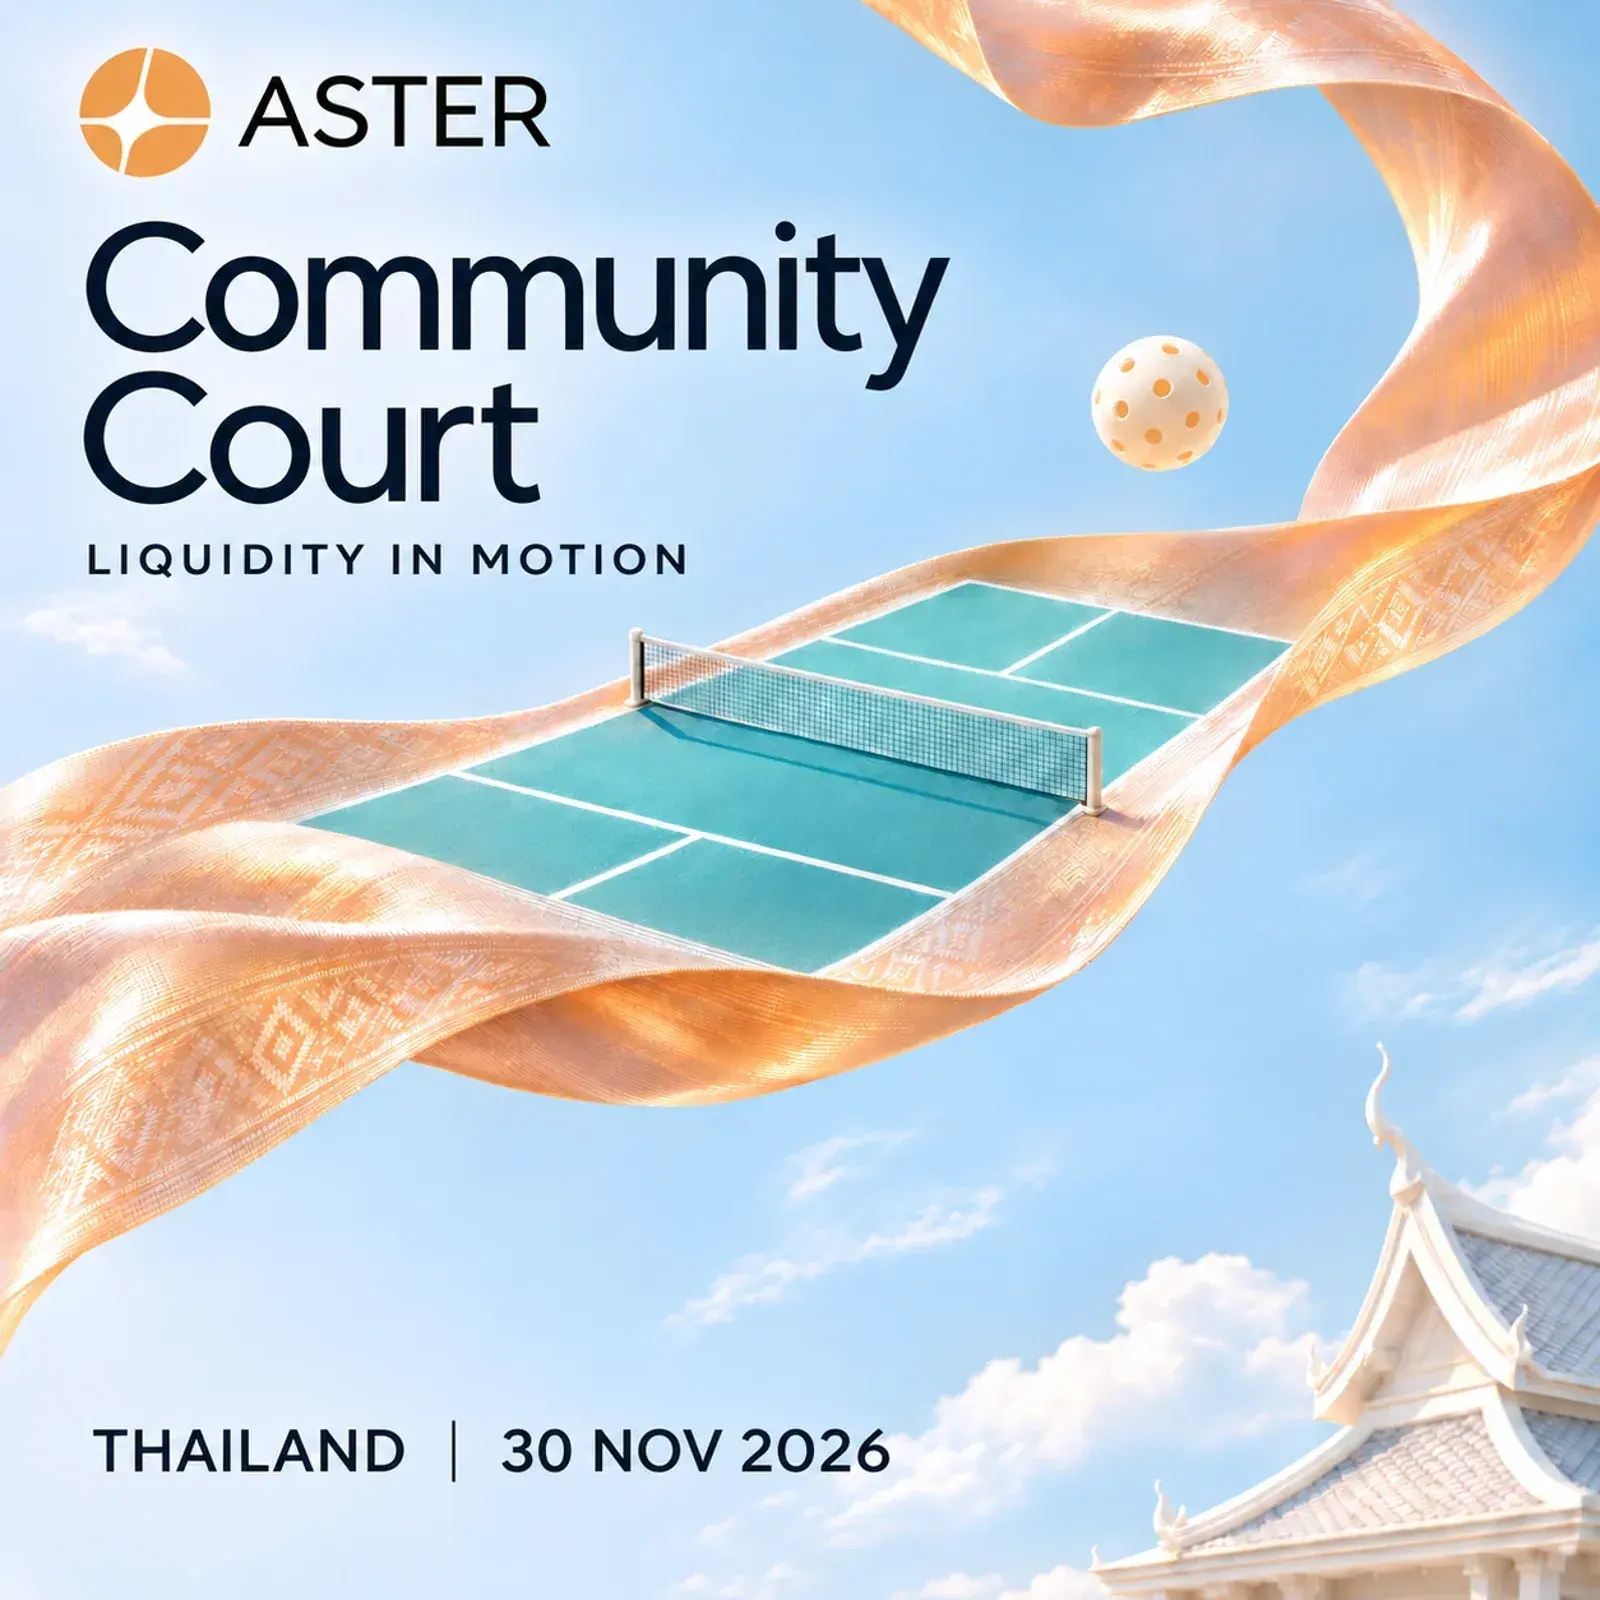 ASTER
Community
Court
LIQUIDITY IN MOTION
THAILAND | 30 NOV 2026